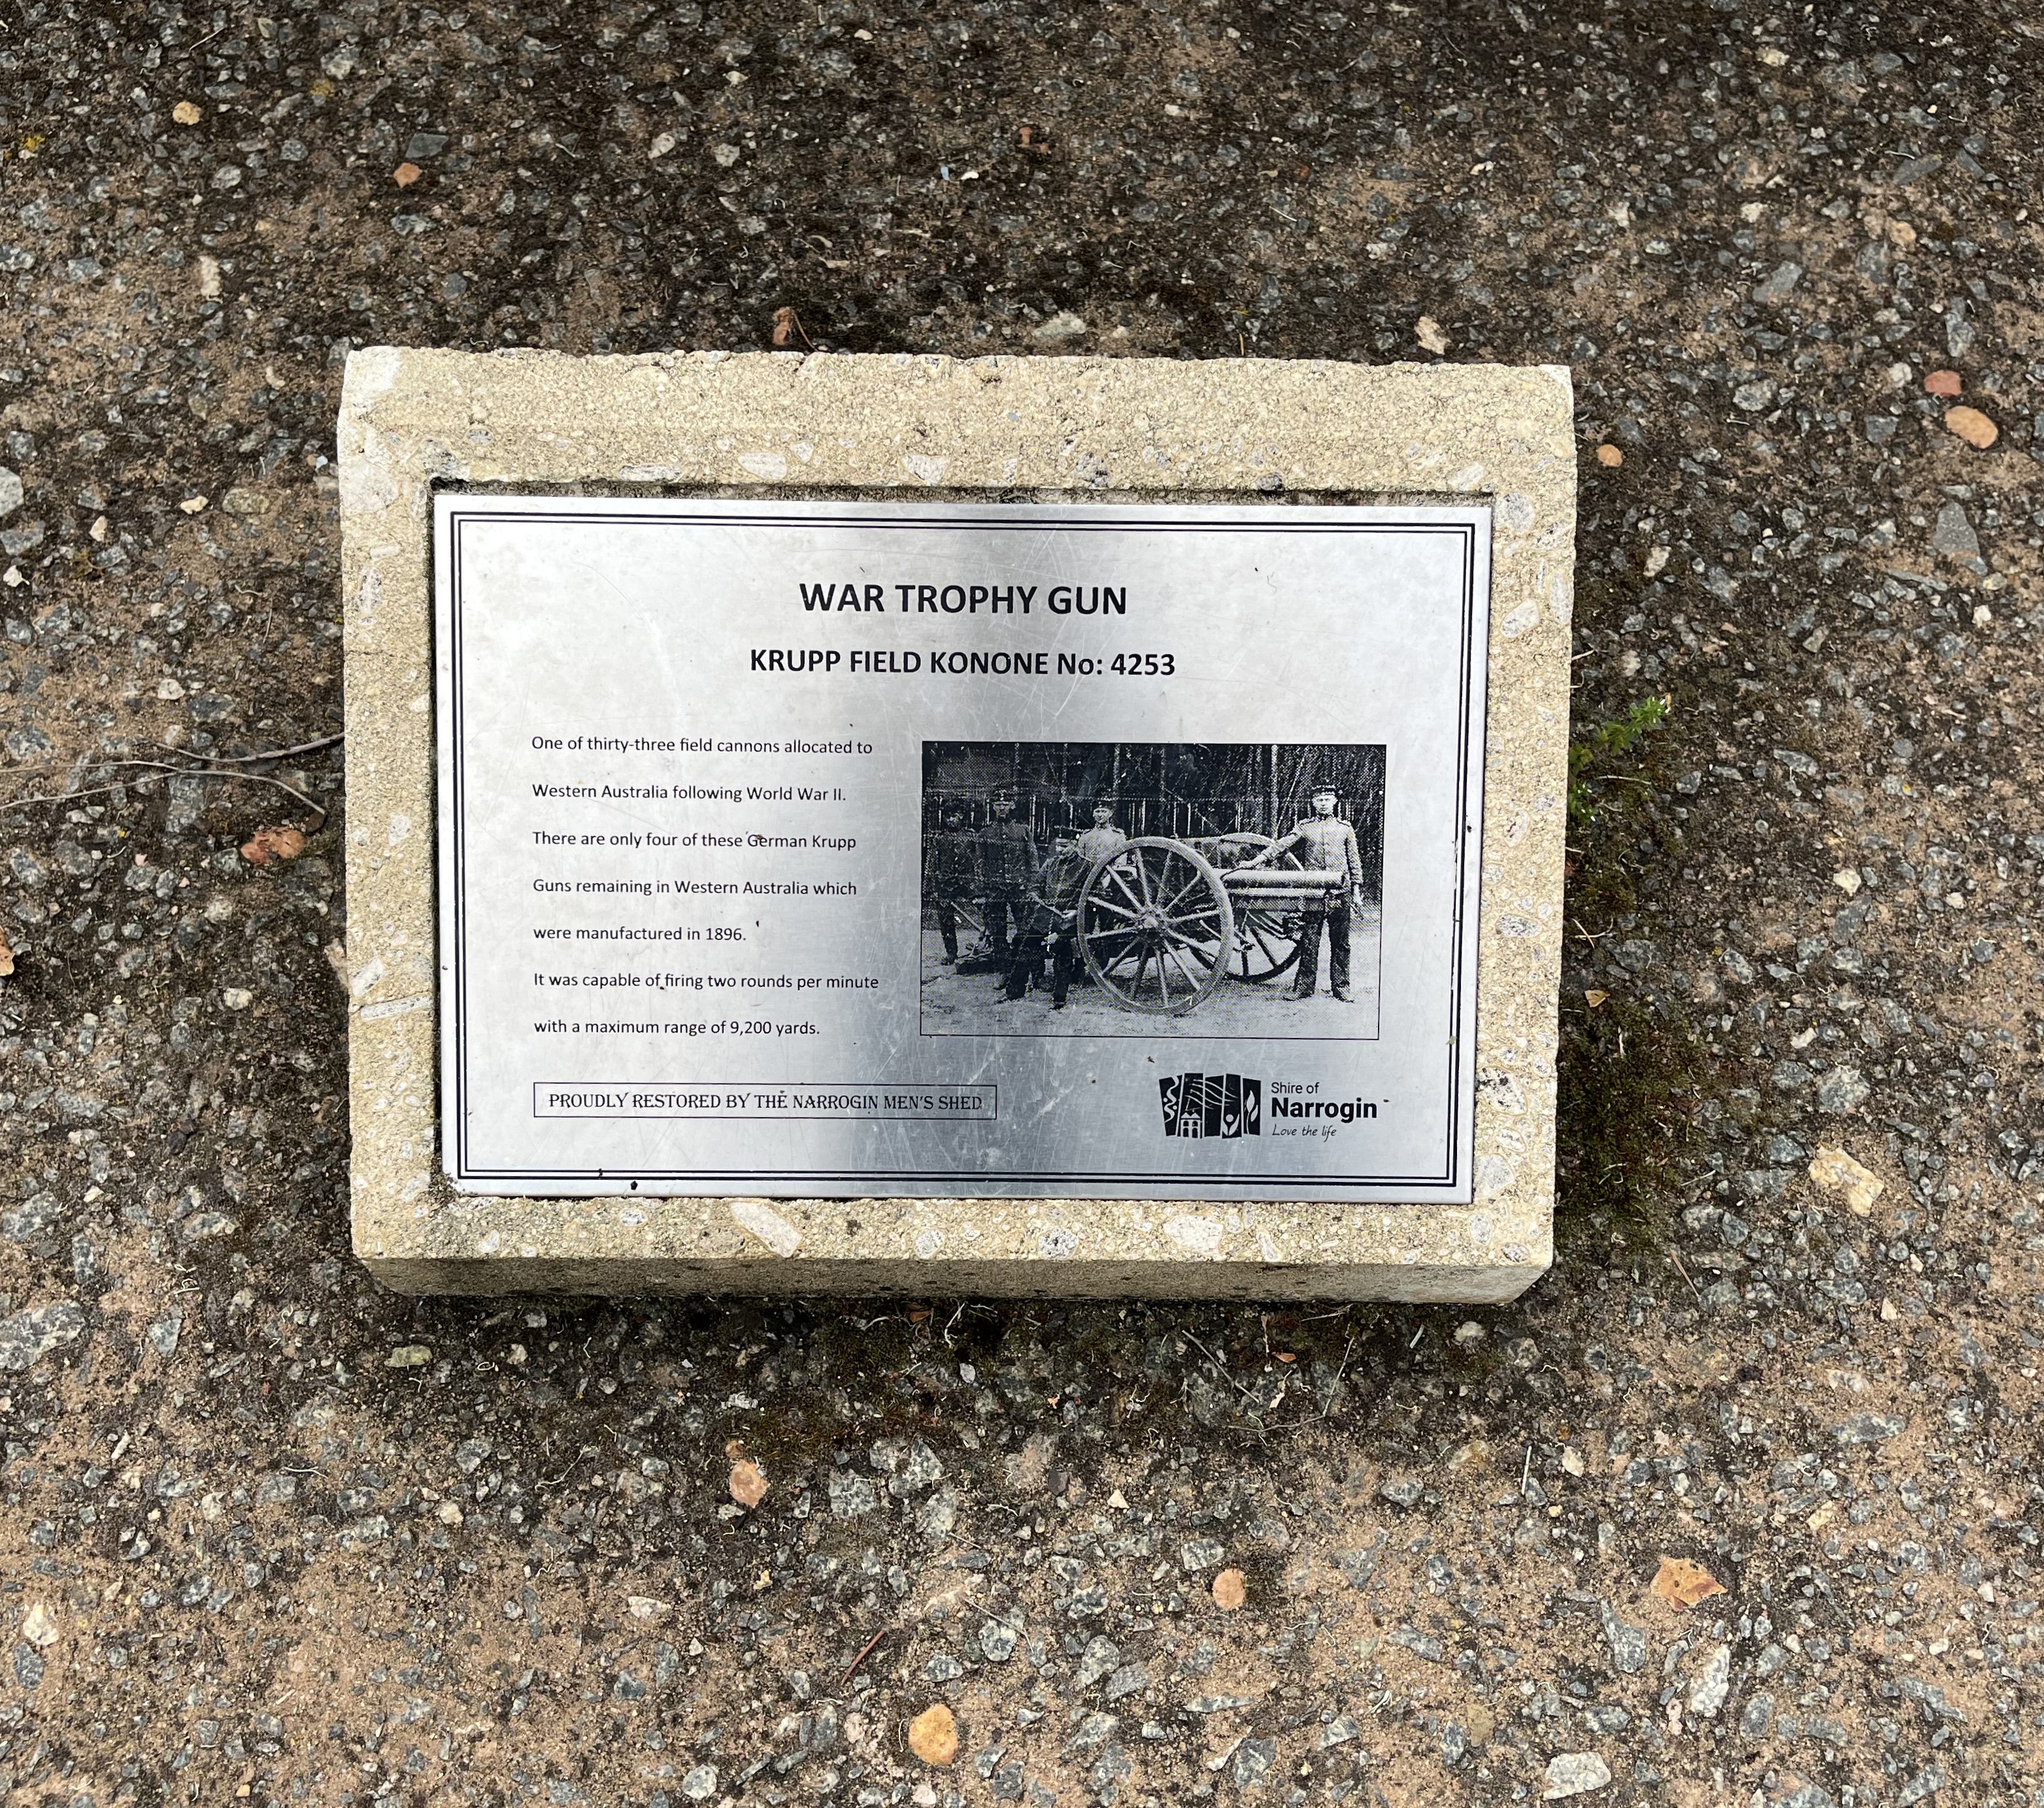 WAR TROPHY GUN
KRUPP FIELD KONONE No: 4253
One of thirty-three field cannons allocated to
Western Australia following World War II.
There are only four of these German Krupp
Guns remaining in Western Australia which
were manufactured in 1896.
It was capable of firing two rounds per minute
with a maximum range of 9,200 yards.
PROUDLY RESTORED BY THE NARROGIN MEN'S SHED
Shire of
Narrogin
Love the life